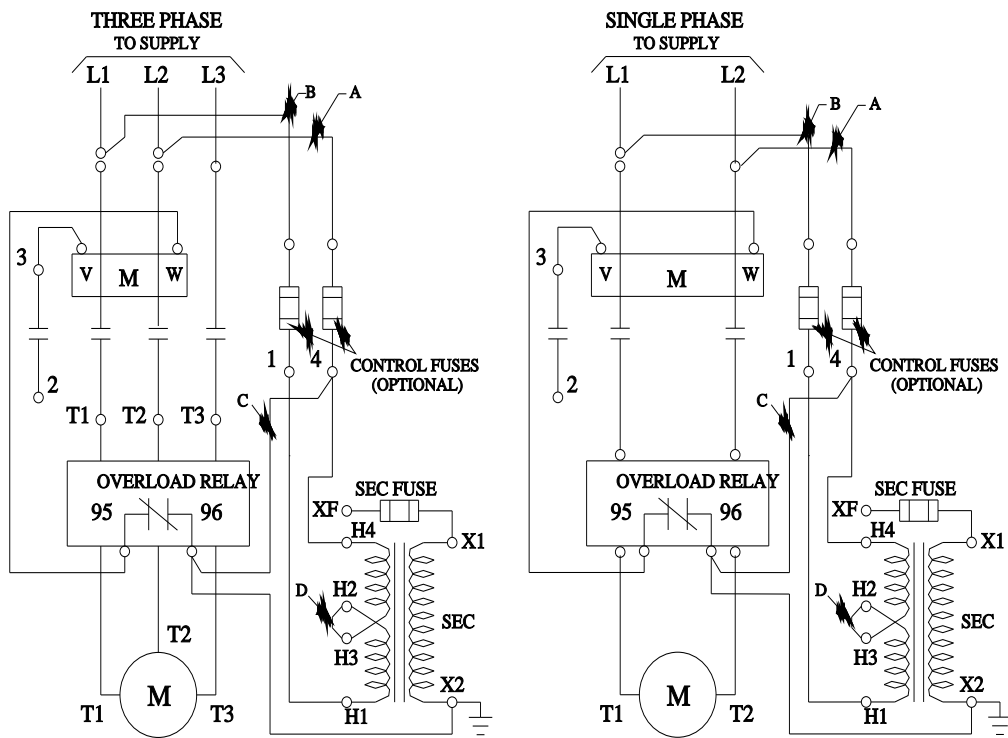 THREE PHASE
TO SUPPLY
L1 L2 L3
B A
3
V M W
1 4
CONTROL FUSES
(OPTIONAL)
2
C
T1 T2 T3
OVERLOAD RELAY
95 96
SEC FUSE
XF
H4 X1
D H2
SEC
H3
T2
X2
M
T1 T3
H1
SINGLE PHASE
TO SUPPLY
L1 L2
B A
3
V M W
1 4
CONTROL FUSES
(OPTIONAL)
2
C
OVERLOAD RELAY
95 96
SEC FUSE
XF
H4 X1
D H2
SEC
H3
X2
M
T1 T2
H1